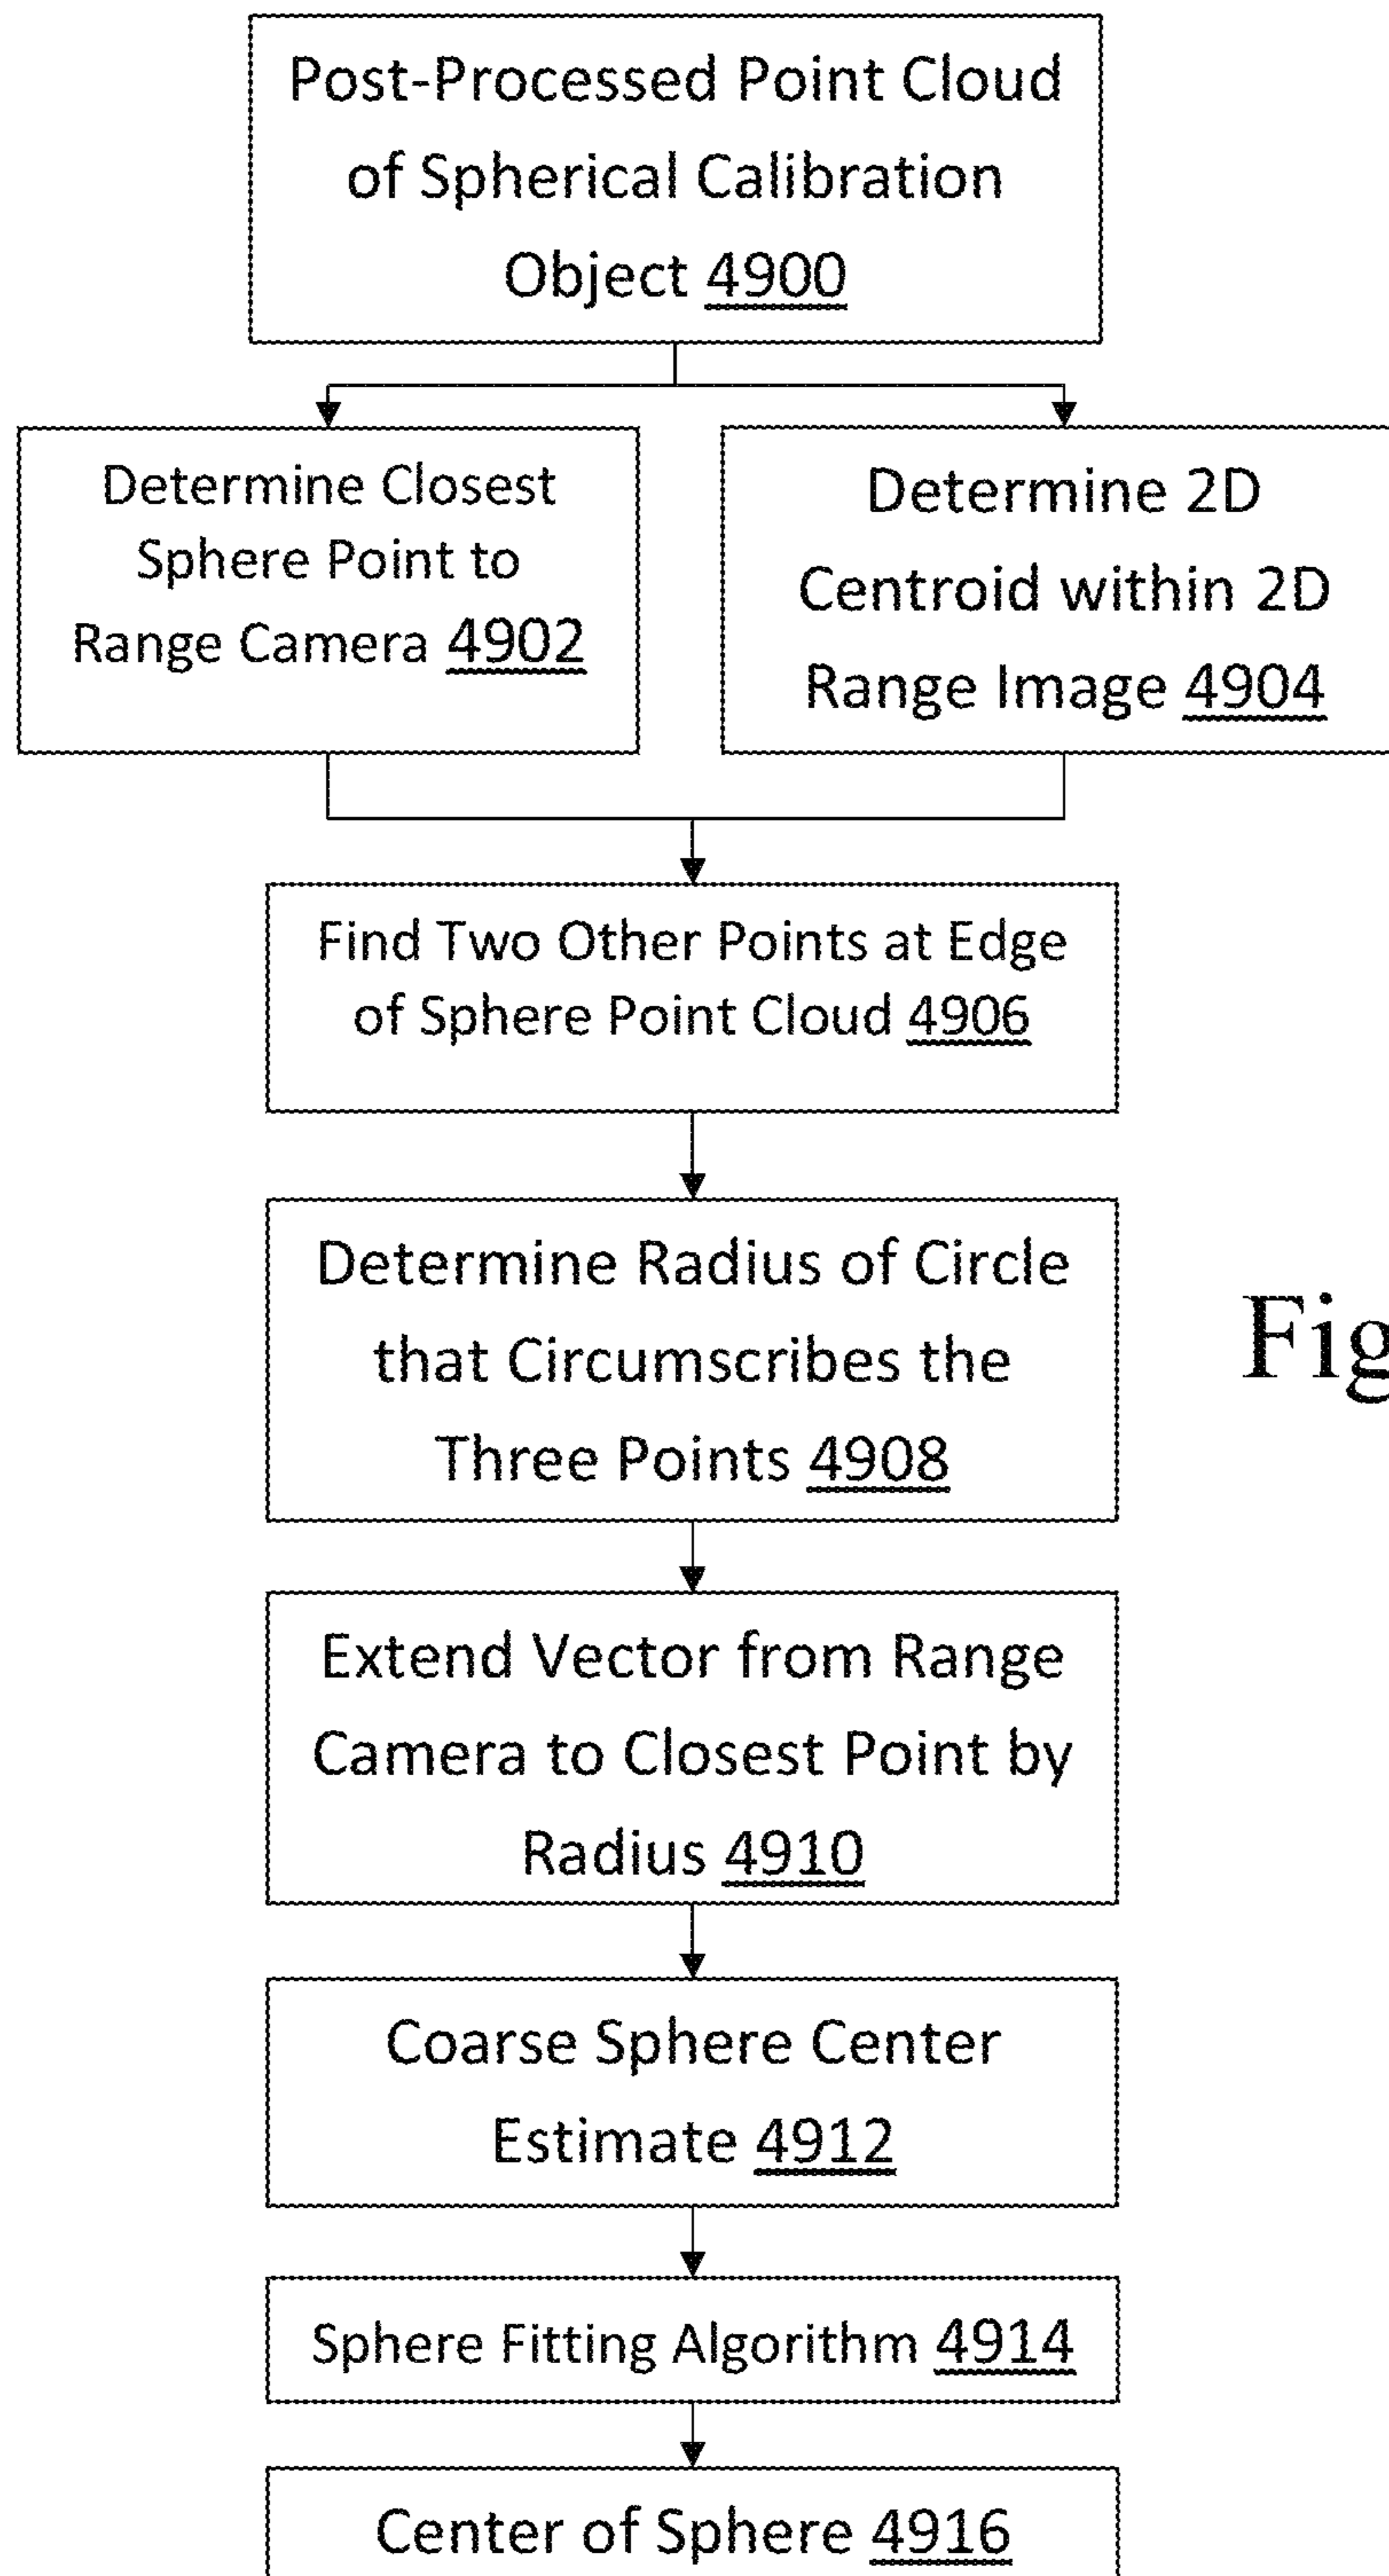 Post-Processed Point Cloud
of Spherical Calibration
Object 4900
Determine Closest
Sphere Point to
Range Camera 4902
Determine 2D
Centroid within 2D
Range Image 4904
Find Two Other Points at Edge
of Sphere Point Cloud 4906
Determine Radius of Circle
that Circumscribes the
Three Points 4908
Fig
Extend Vector from Range
Camera to Closest Point by
Radius 4910
Coarse Sphere Center
Estimate 4912
Sphere Fitting Algorithm 4914
Center of Sphere 4916